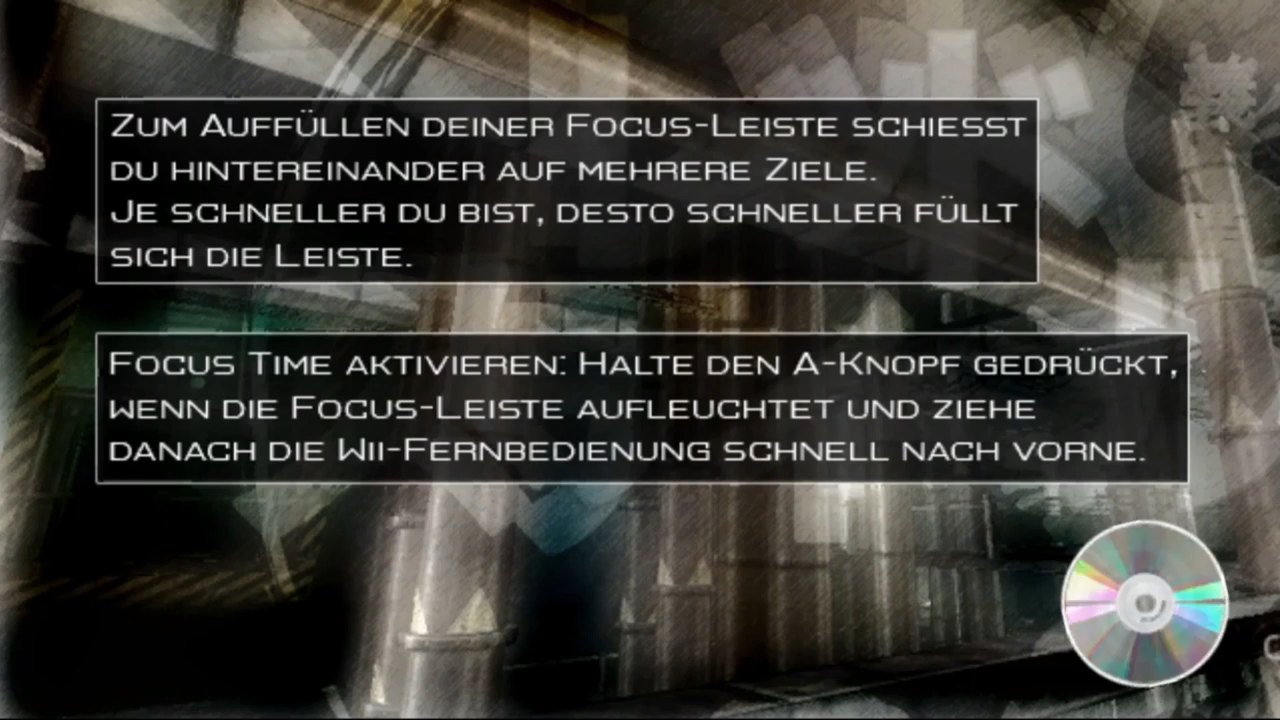 Zum Auffüllen deiner Focus-Leiste schiesst
du hintereinander auf mehrere Ziele.
Je schneller du bist, desto schneller füllt
sich die Leiste.
Focus Time aktivieren: Halte den A-Knopf gedrückt,
wenn die Focus-Leiste aufleuchtet und ziehe
danach die Wii-Fernbedienung schnell nach vorne.